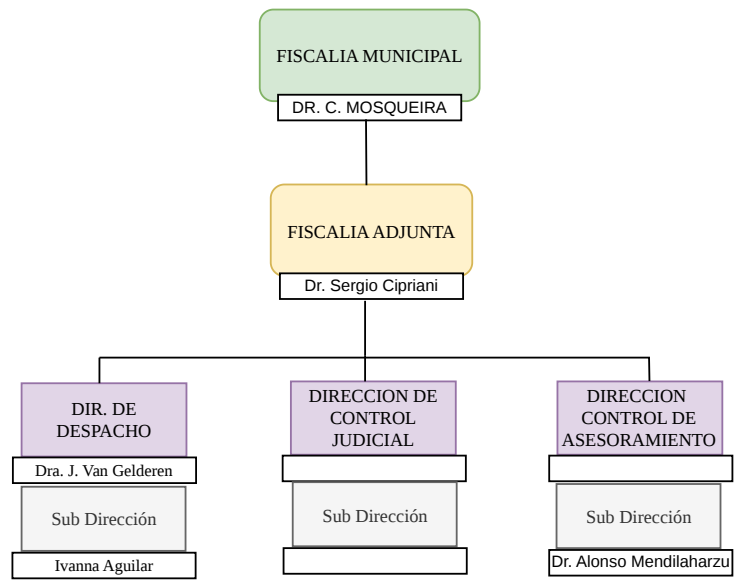 FISCALIA MUNICIPAL
DR. C. MOSQUEIRA
FISCALIA ADJUNTA
Dr. Sergio Cipriani
DIR. DE
DESPACHO
Dra. J. Van Gelderen
Sub Dirección
Ivanna Aguilar
DIRECCION DE
CONTROL
JUDICIAL
Sub Dirección
DIRECCION
CONTROL DE
ASESORAMIENTO
Sub Dirección
Dr. Alonso Mendilaharzu